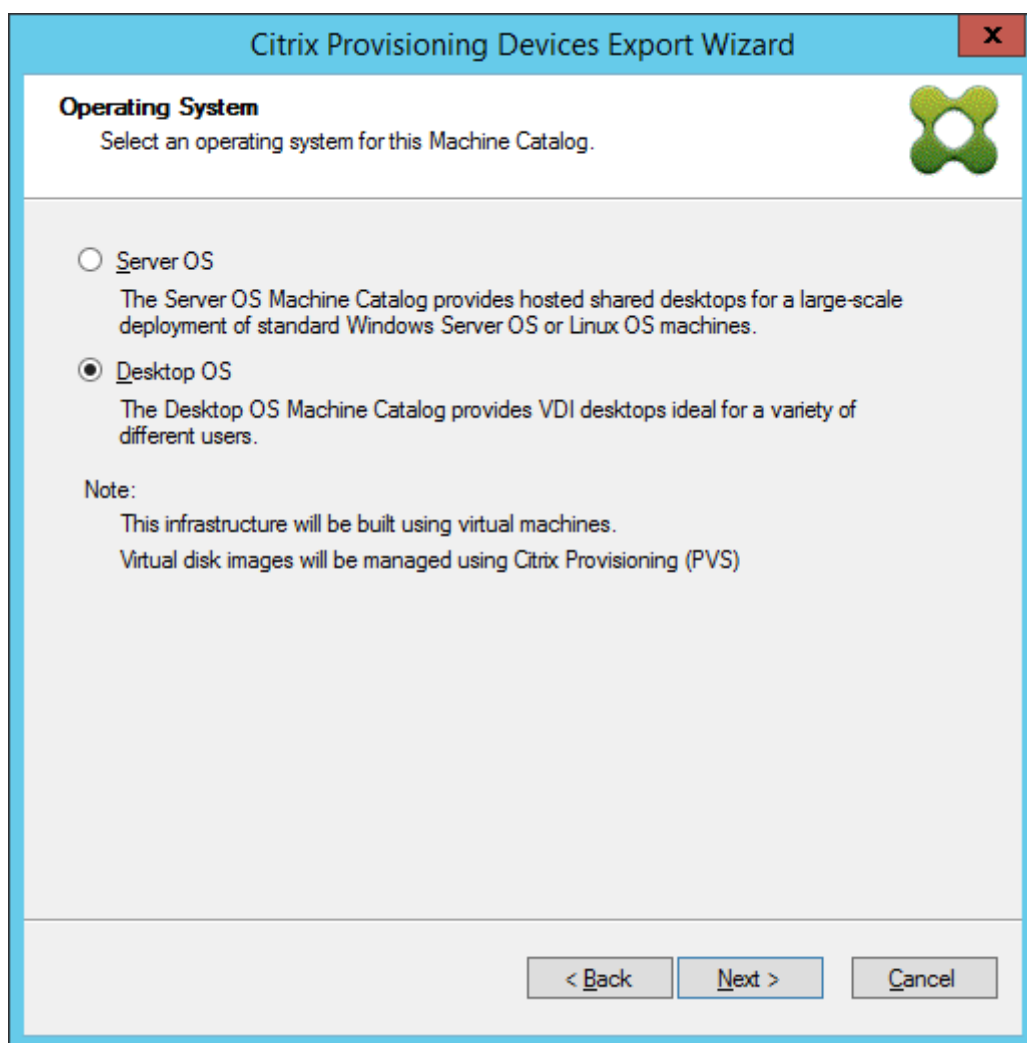 Citrix Provisioning Devices Export Wizard
x
Operating System
Select an operating system for this Machine Catalog.
Server OS
The Server OS Machine Catalog provides hosted shared desktops for a large-scale
deployment of standard Windows Server OS or Linux OS machines.
Desktop OS
The Desktop OS Machine Catalog provides VDI desktops ideal for a variety of
different users.
Note:
This infrastructure will be built using virtual machines.
Virtual disk images will be managed using Citrix Provisioning (PVS)
< Back Next > Cancel